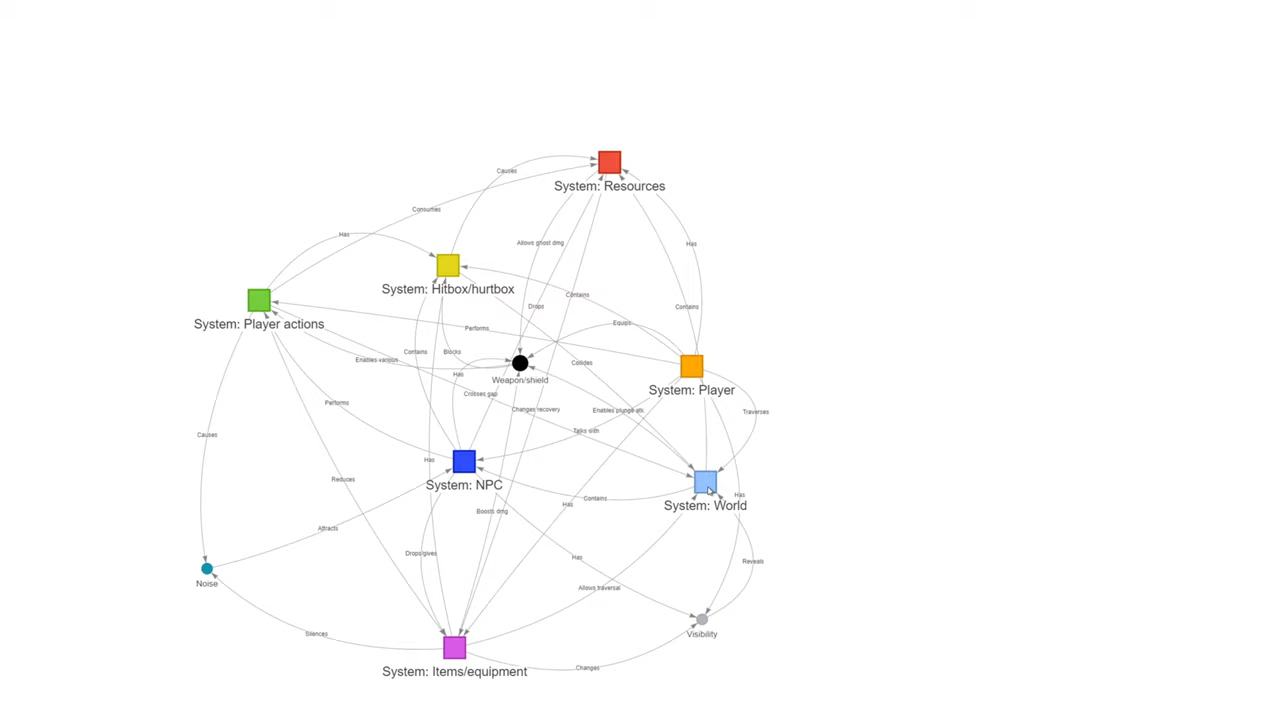 Causes
System: Resources
Consumes
Has
Allows ghost dmg
Has
System: Hitbox/hurtbox
Contains
Drops
Contains
System: Player actions
Performs
Equips
Contains
Blocks
Enables various
Collides
Has
Weapon/shield
System: Player
Crosses gap
Performs
Changes recovery
Enables plunge atk
Traverses
Talks with
Causes
Has
Reduces
System: NPC
Contains
Has
Has
System: World
Boosts dmg
Attracts
Drops/gives
Has
Reveals
Noise
Allows traversal
Silences
Visibility
System: Items/equipment
Changes